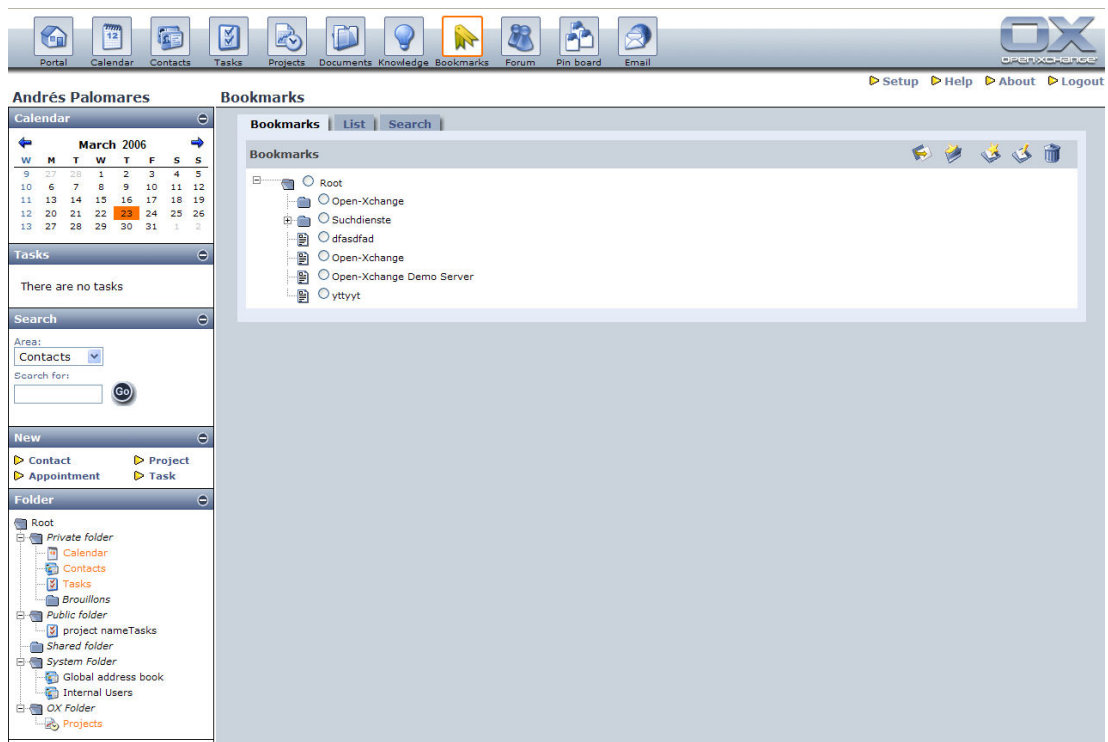 Portal Calendar Contacts Tasks Projects Documents Knowledge Bookmarks Forum Pin board Email
OX
OPEN-XCHANGE
Setup Help About Logout
Andrés Palomares
Bookmarks
Calendar
March 2006
W M T W T F S S
9 27 28 1 2 3 4 5
10 6 7 8 9 10 11 12
11 13 14 15 16 17 18 19
12 20 21 22 23 24 25 26
13 27 28 29 30 31 1 2
Tasks
There are no tasks
Search
Area:
Contacts
Search for:
Go
New
Contact Project
Appointment Task
Folder
Root
Private folder
Calendar
Contacts
Tasks
Brouillons
Public folder
project nameTasks
Shared folder
System Folder
Global address book
Internal Users
OX Folder
Projects
Bookmarks List Search
Bookmarks
Root
Open-Xchange
Suchdienste
dfasdfad
Open-Xchange
Open-Xchange Demo Server
yttyyt